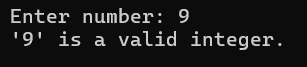 Enter number: 9
'9' is a valid integer.